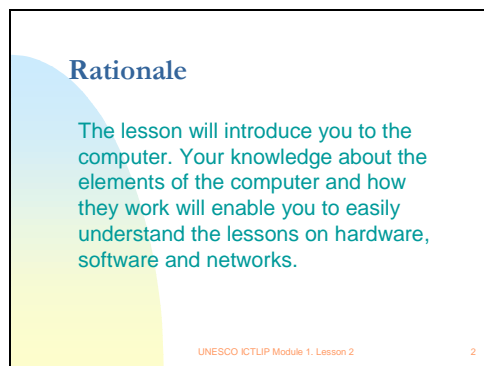 Rationale
The lesson will introduce you to the
computer. Your knowledge about the
elements of the computer and how
they work will enable you to easily
understand the lessons on hardware,
software and networks.
UNESCO ICTLIP Module 1. Lesson 2 2